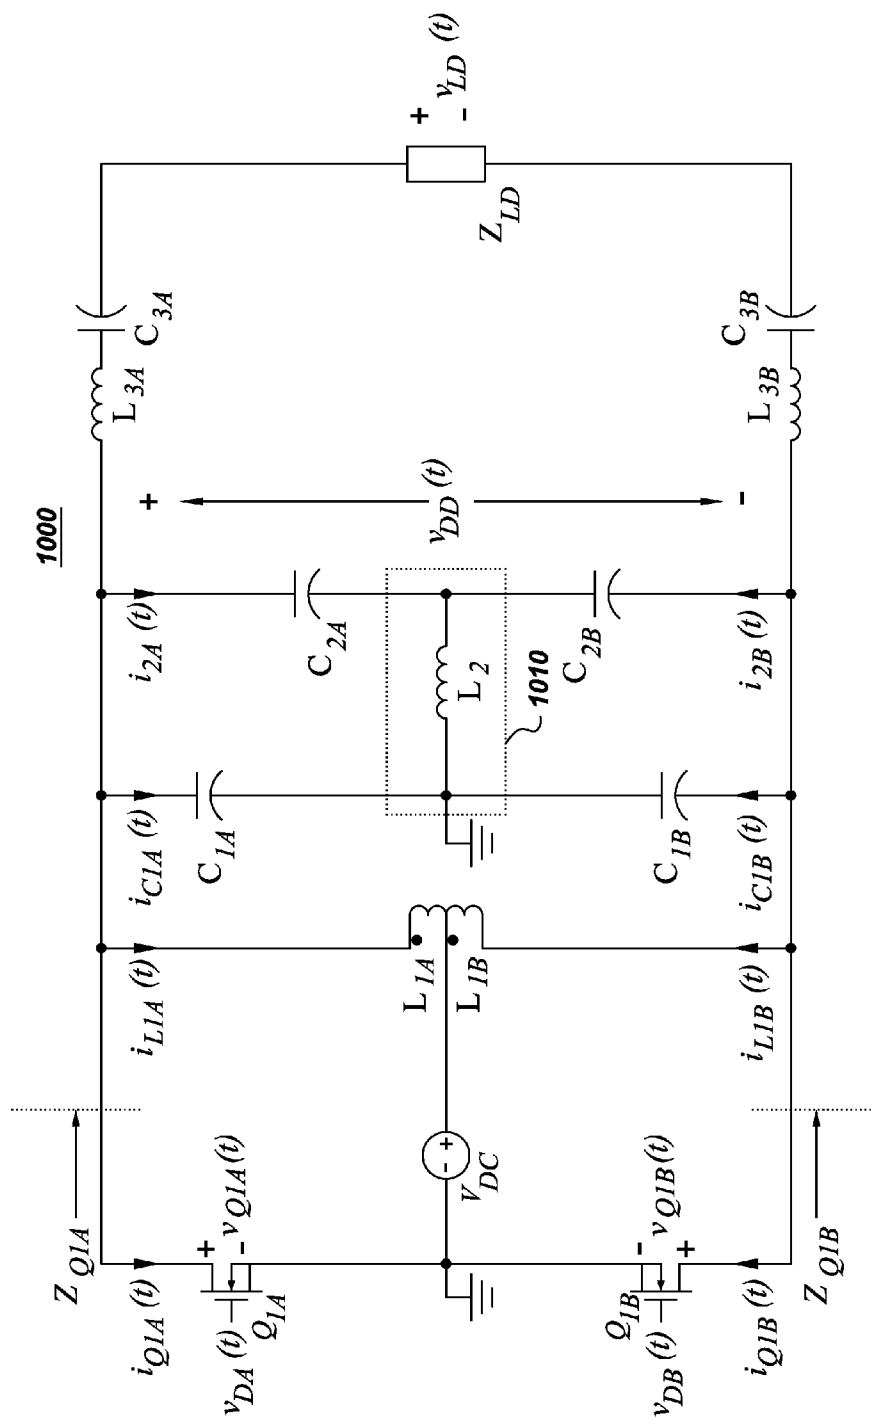 1000
Z_Q1A
i_Q1A(t)
v_DA(t)
Q_1A
+
-
v_Q1A(t)
V_DC
- +
i_L1A(t)
L_1A
L_1B
i_L1B(t)
i_C1A(t)
C_1A
C_1B
i_C1B(t)
i_2A(t)
C_2A
L_2
1010
C_2B
i_2B(t)
+
v_DD(t)
-
L_3A
C_3A
L_3B
C_3B
Z_LD
+
-
v_LD(t)
v_DB(t)
Q_1B
-
+
v_Q1B(t)
i_Q1B(t)
Z_Q1B